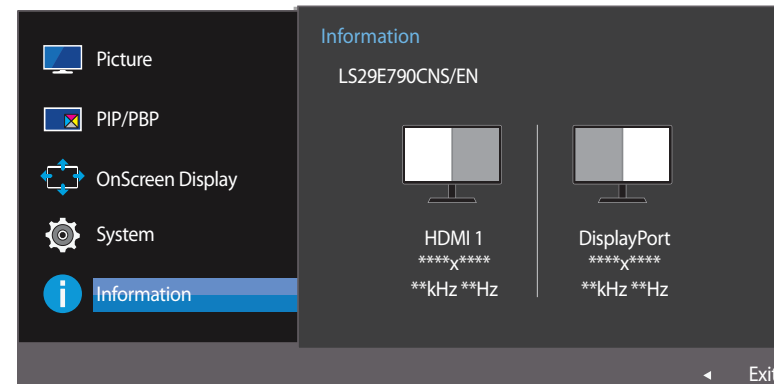 Picture
PIP/PBP
OnScreen Display
System
Information
Information
LS29E790CNS/EN
HDMI 1
****x****
**kHz **Hz
DisplayPort
****x****
**kHz **Hz
Exit